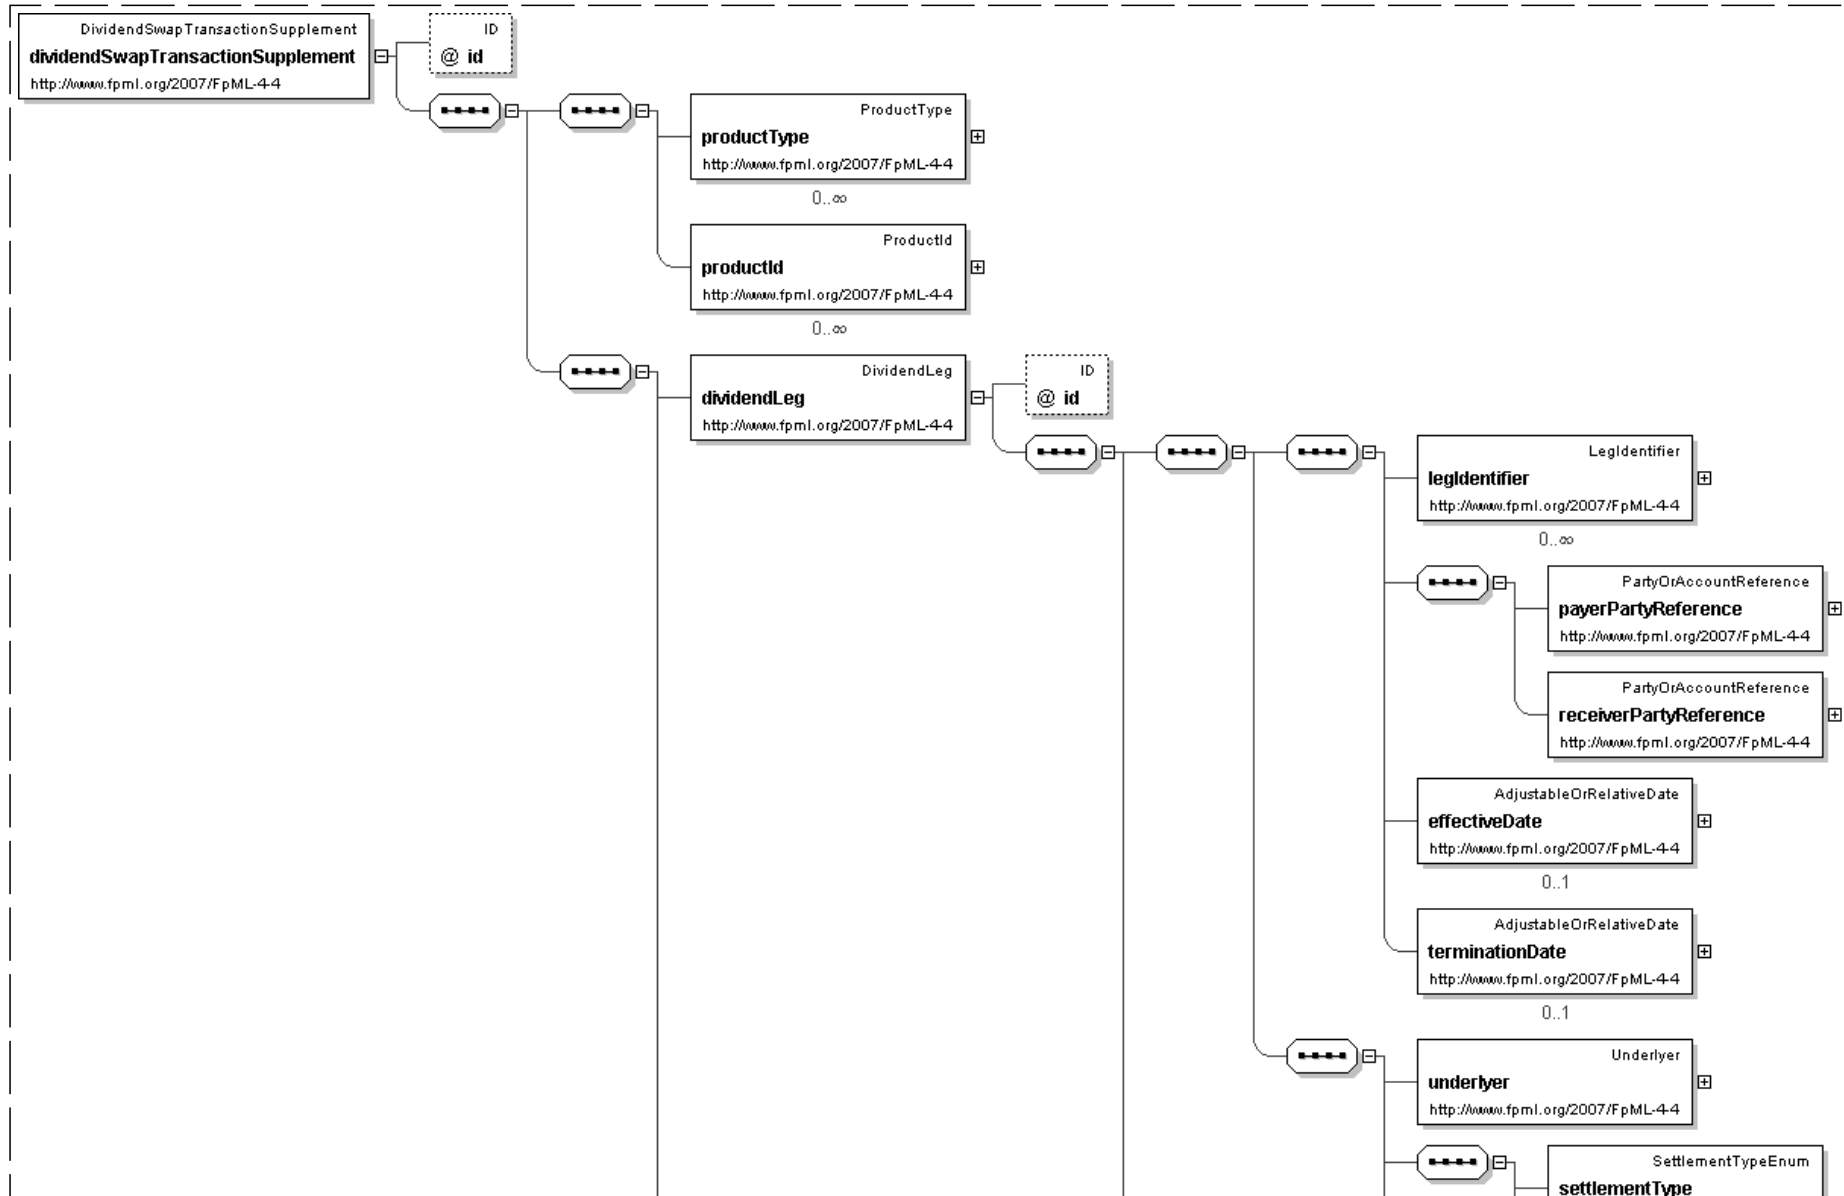 DividendSwapTransactionSupplement
dividendSwapTransactionSupplement
http://www.fpml.org/2007/FpML-4-4
ID
@ id
ProductType
productType
http://www.fpml.org/2007/FpML-4-4
0..∞
ProductId
productId
http://www.fpml.org/2007/FpML-4-4
0..∞
DividendLeg
dividendLeg
http://www.fpml.org/2007/FpML-4-4
ID
@ id
LegIdentifier
legIdentifier
http://www.fpml.org/2007/FpML-4-4
0..∞
PartyOrAccountReference
payerPartyReference
http://www.fpml.org/2007/FpML-4-4
PartyOrAccountReference
receiverPartyReference
http://www.fpml.org/2007/FpML-4-4
AdjustableOrRelativeDate
effectiveDate
http://www.fpml.org/2007/FpML-4-4
0..1
AdjustableOrRelativeDate
terminationDate
http://www.fpml.org/2007/FpML-4-4
0..1
Underlyer
underlyer
http://www.fpml.org/2007/FpML-4-4
SettlementTypeEnum
settlementType